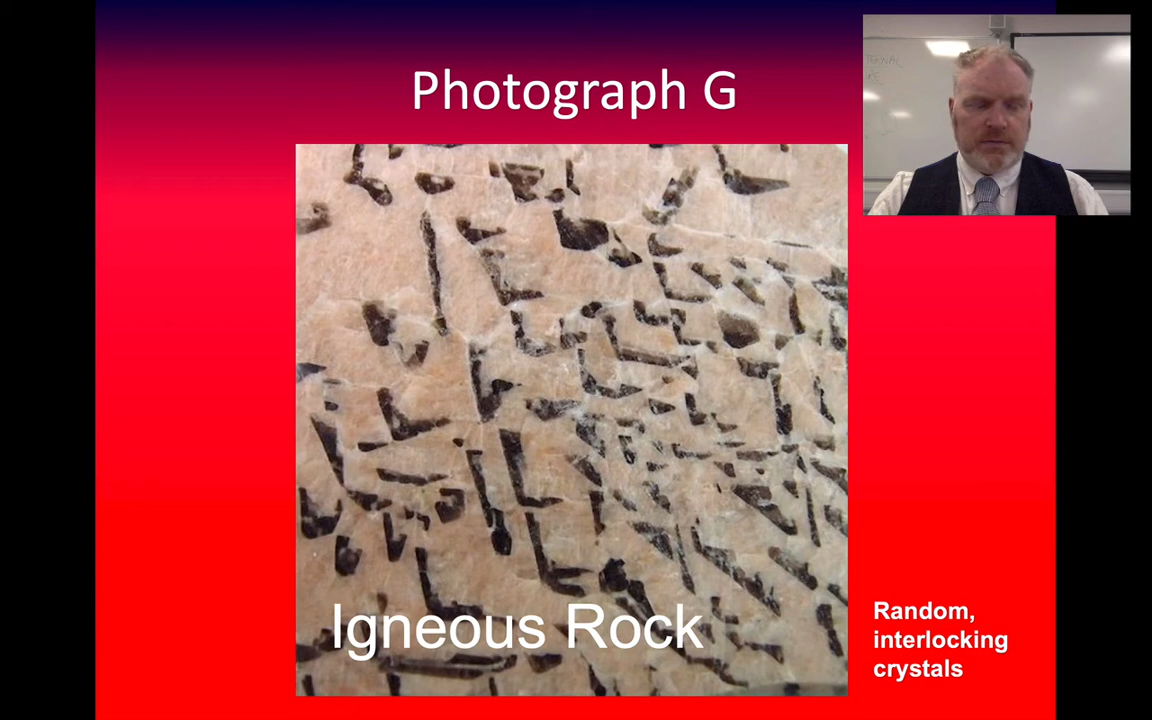 Photograph G
Igneous Rock
Random,
interlocking
crystals